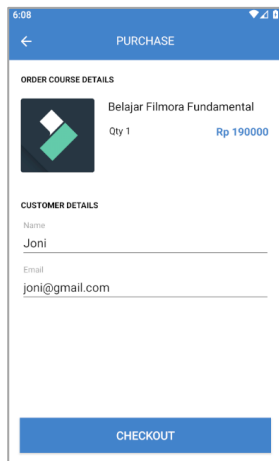 6:08
PURCHASE
ORDER COURSE DETAILS
Belajar Filmora Fundamental
Qty 1 Rp 190000
CUSTOMER DETAILS
Name
Joni
Email
joni@gmail.com
CHECKOUT